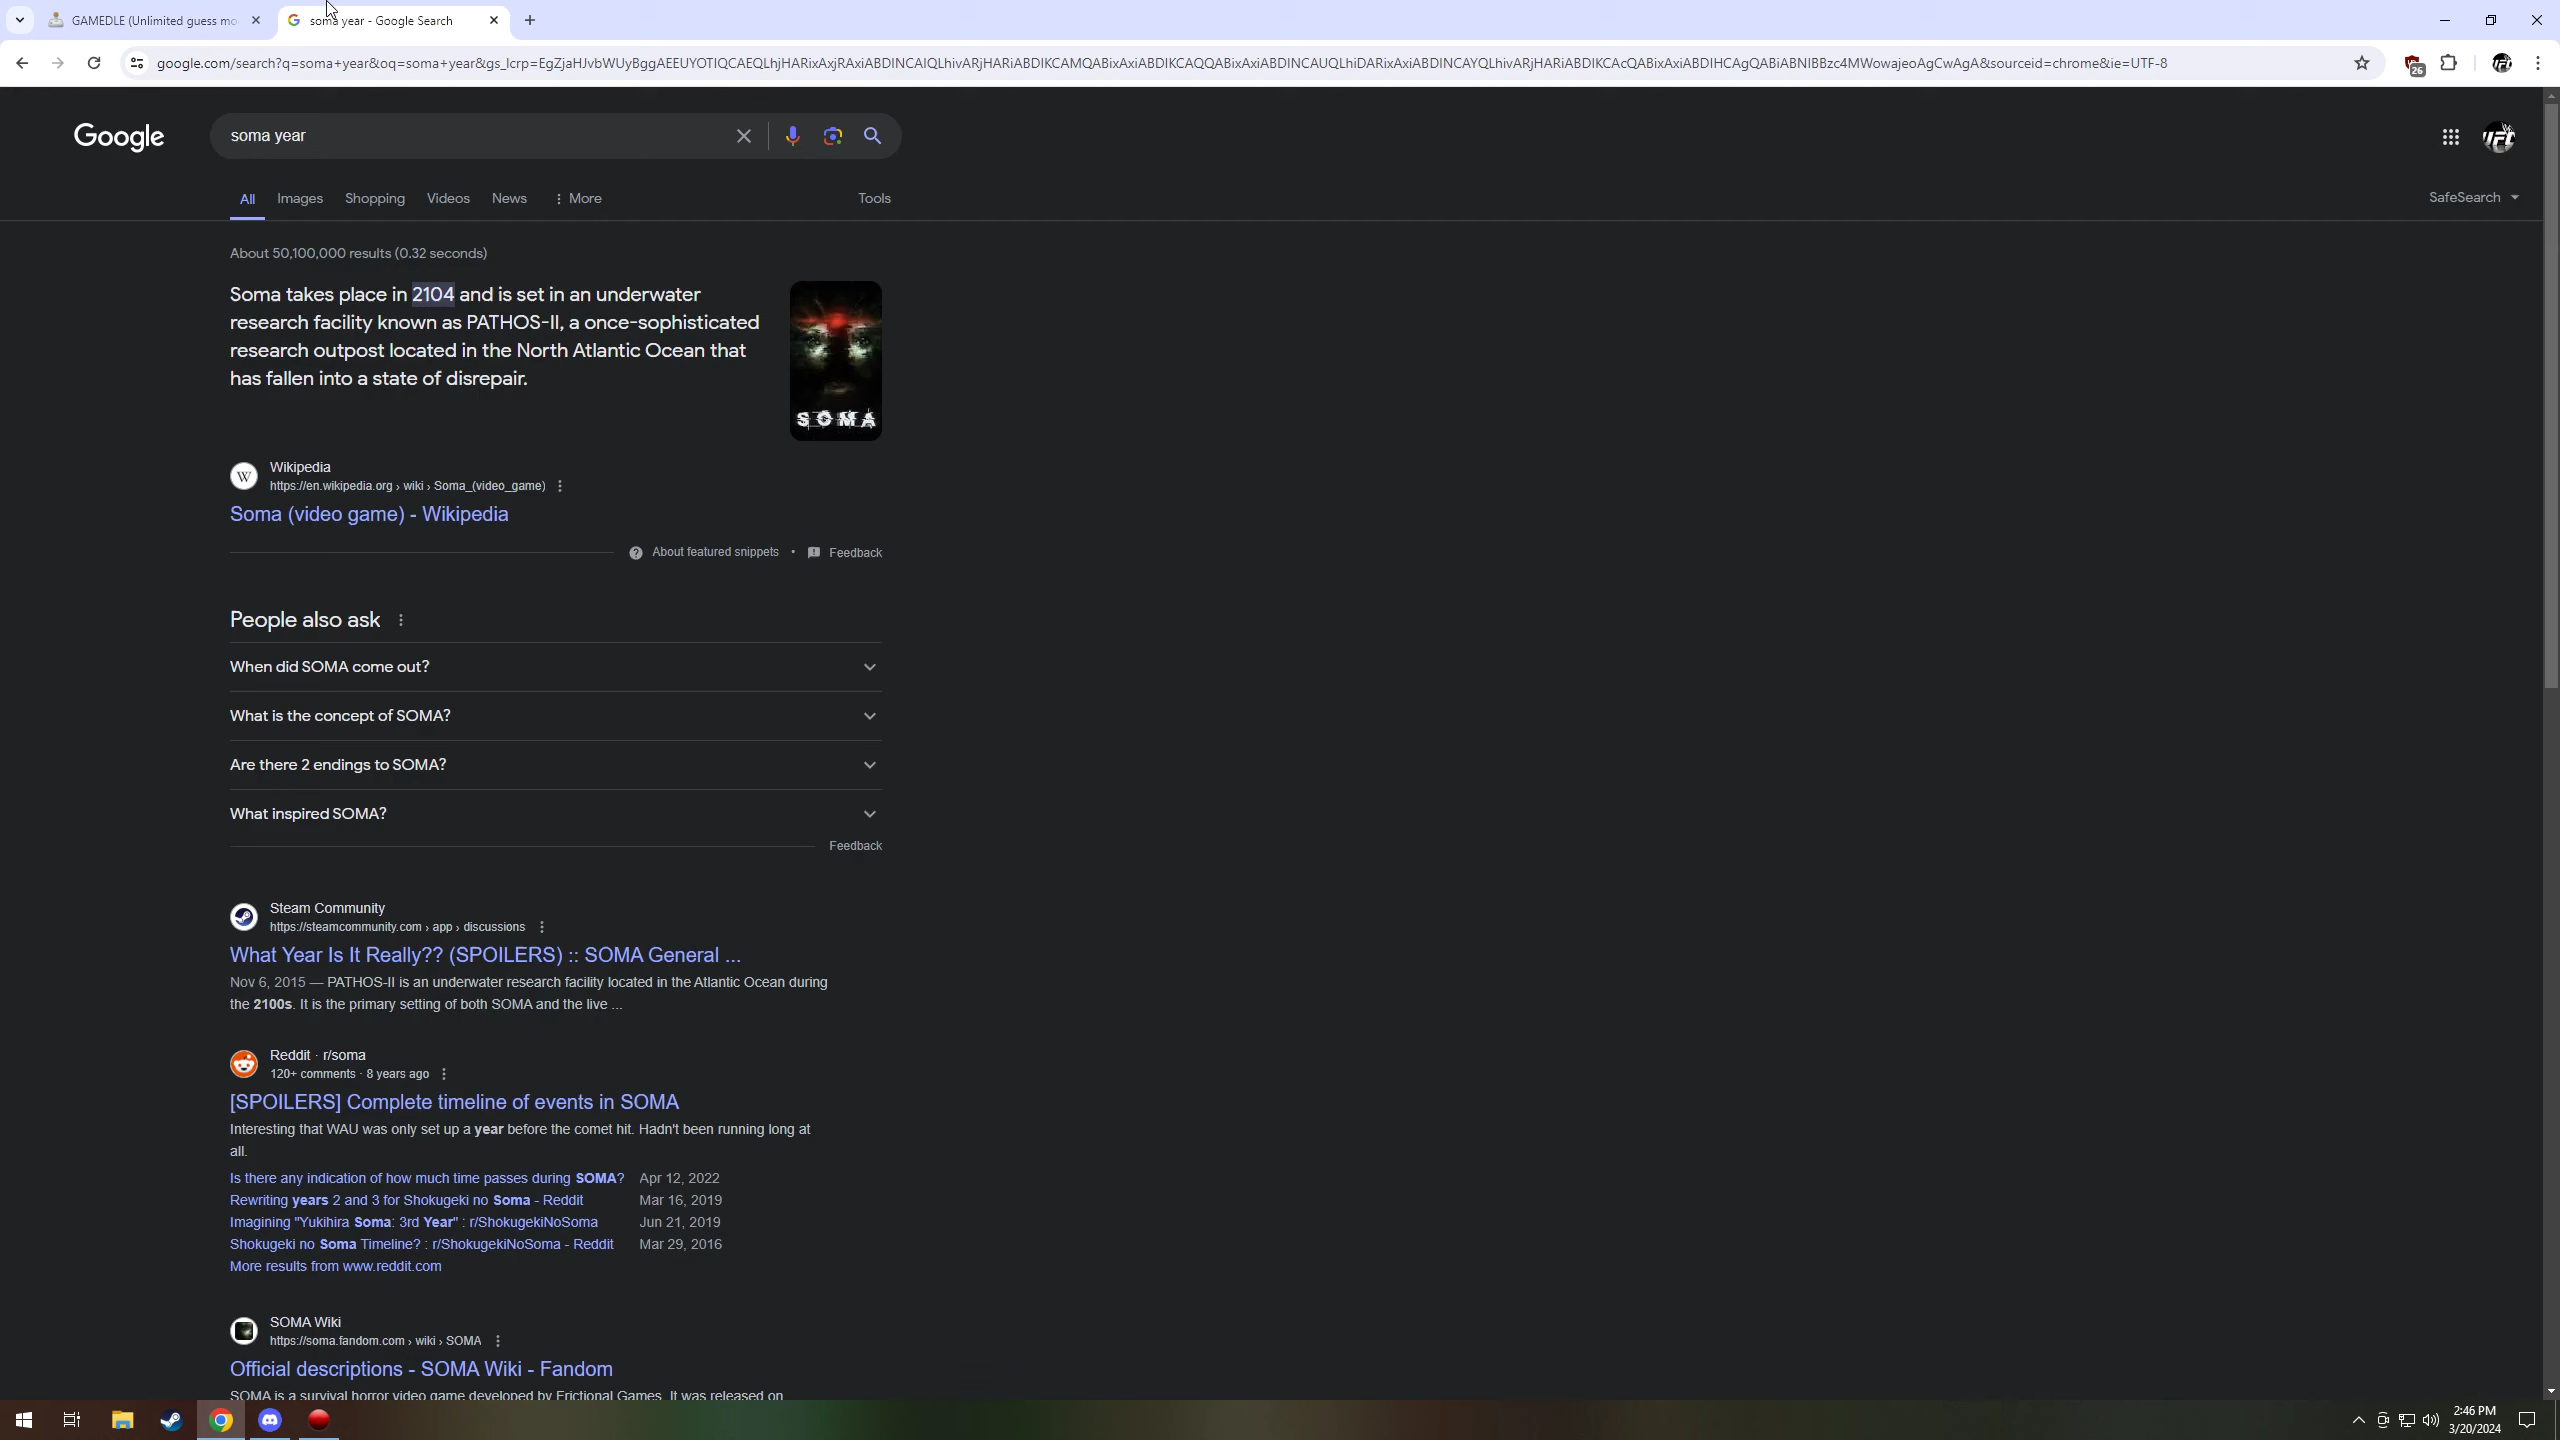 GAMEDLE (Unlimited guess mo
soma year - Google Search
google.com/search?q=soma+year&oq=soma+year&gs_lcrp=EgZjaHJvbWUyBggAEEUYOTIQCAEQLhjHARixAxjRAxiABDINCAIQLhivARjHARiABDIKCAMQABixAxiABDIKCAQQABixAxiABDINCAUQLhiDARixAxiABDINCAYQLhivARjHARiABDIKCAcQABixAxiABDIHCAgQABiABNIBBzc4MWowajeoAgCwAgA&sourceid=chrome&ie=UTF-8
26
Google
soma year
All Images Shopping Videos News More Tools
SafeSearch
About 50,100,000 results (0.32 seconds)
Soma takes place in 2104 and is set in an underwater
research facility known as PATHOS-II, a once-sophisticated
research outpost located in the North Atlantic Ocean that
has fallen into a state of disrepair.
SOMA
W
Wikipedia
https://en.wikipedia.org › wiki › Soma_(video_game)
Soma (video game) - Wikipedia
About featured snippets • Feedback
People also ask
When did SOMA come out?
What is the concept of SOMA?
Are there 2 endings to SOMA?
What inspired SOMA?
Feedback
Steam Community
https://steamcommunity.com › app › discussions
What Year Is It Really?? (SPOILERS) :: SOMA General ...
Nov 6, 2015 — PATHOS-II is an underwater research facility located in the Atlantic Ocean during
the 2100s. It is the primary setting of both SOMA and the live ...
Reddit · r/soma
120+ comments · 8 years ago
[SPOILERS] Complete timeline of events in SOMA
Interesting that WAU was only set up a year before the comet hit. Hadn't been running long at
all.
Is there any indication of how much time passes during SOMA? Apr 12, 2022
Rewriting years 2 and 3 for Shokugeki no Soma - Reddit Mar 16, 2019
Imagining "Yukihira Soma: 3rd Year" : r/ShokugekiNoSoma Jun 21, 2019
Shokugeki no Soma Timeline? : r/ShokugekiNoSoma - Reddit Mar 29, 2016
More results from www.reddit.com
SOMA Wiki
https://soma.fandom.com › wiki › SOMA
Official descriptions - SOMA Wiki - Fandom
SOMA is a survival horror video game developed by Frictional Games. It was released on
2:46 PM
3/20/2024